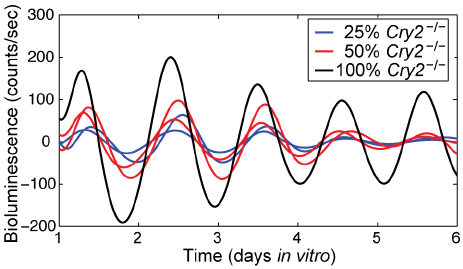 Bioluminescence (counts/sec)
300
200
100
0
−100
−200
25% Cry2⁻/⁻
50% Cry2⁻/⁻
100% Cry2⁻/⁻
1 2 3 4 5 6
Time (days in vitro)